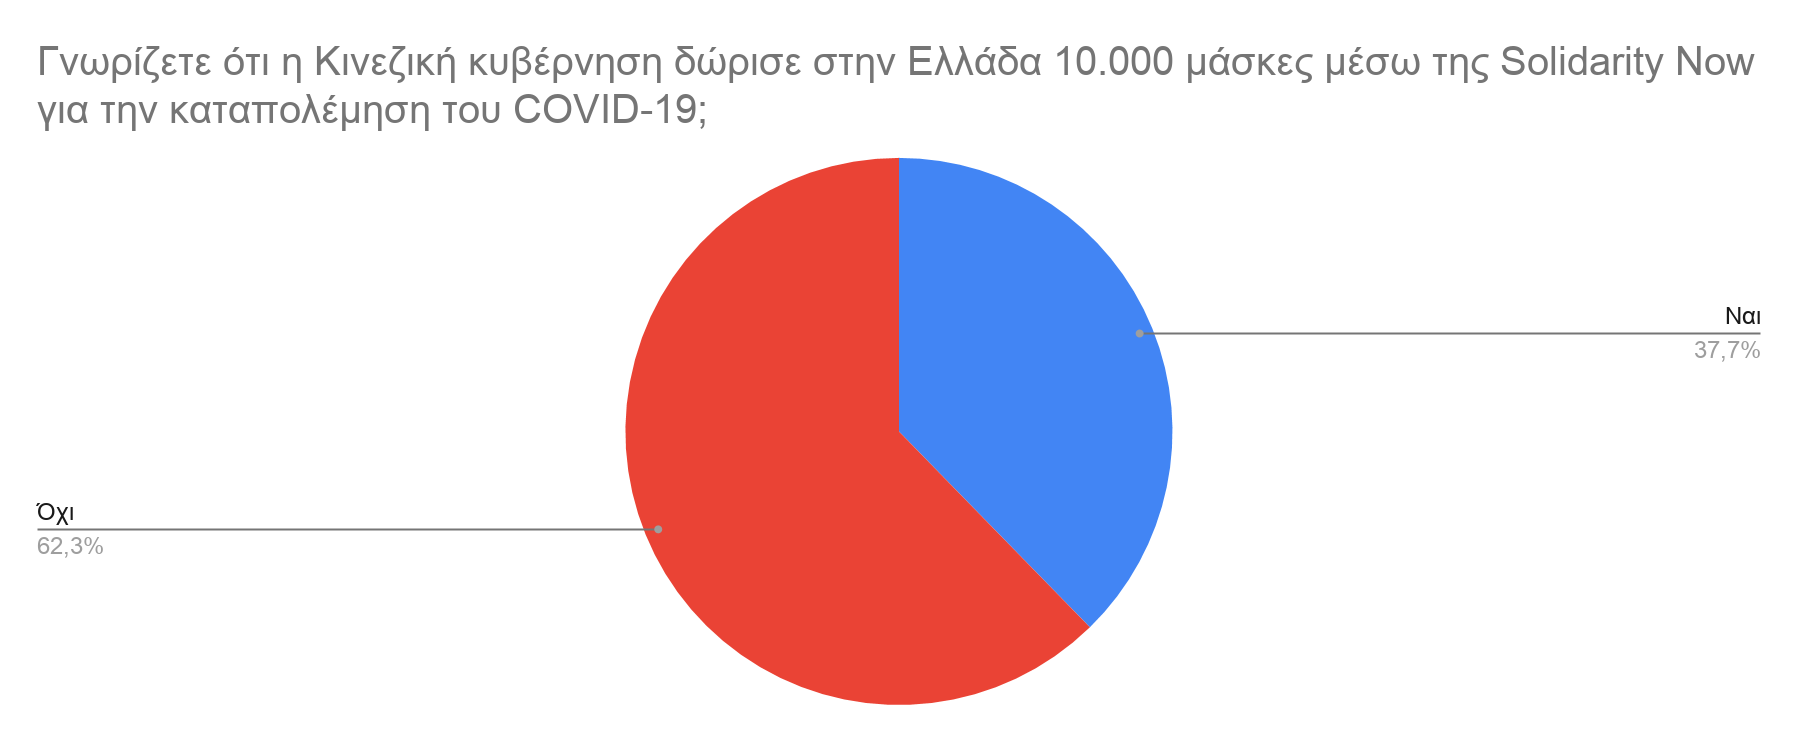 Γνωρίζετε ότι η Κινεζική κυβέρνηση δώρισε στην Ελλάδα 10.000 μάσκες μέσω της Solidarity Now
για την καταπολέμηση του COVID-19;
Ναι
37,7%
Όχι
62,3%